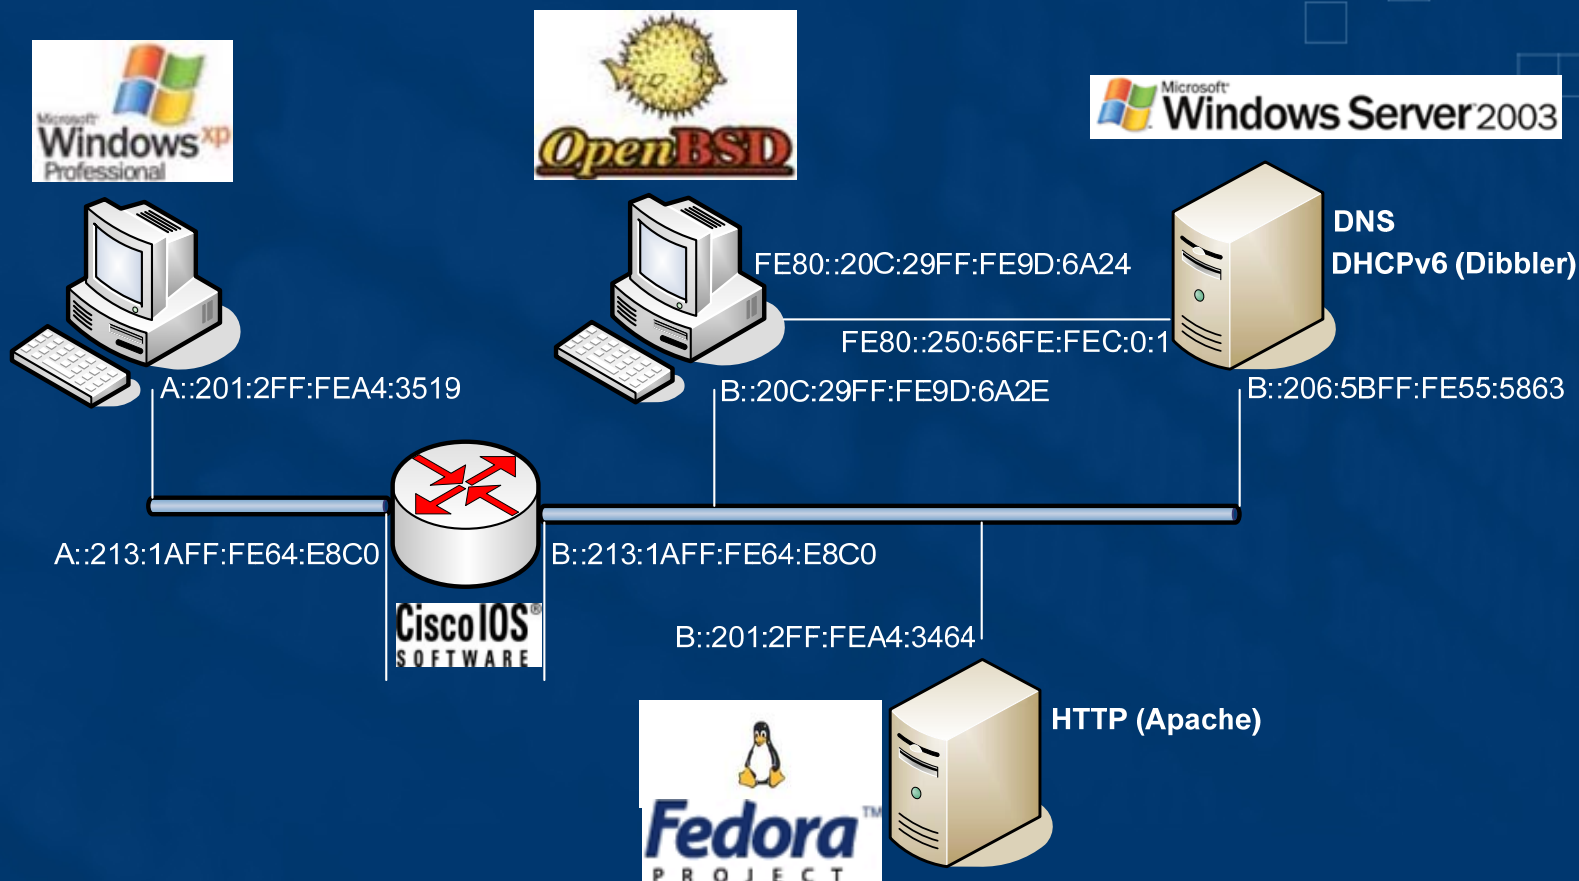 Microsoft®
Windows xp
Professional
OpenBSD
Microsoft®
Windows Server 2003
DNS
DHCPv6 (Dibbler)
FE80::20C:29FF:FE9D:6A24
FE80::250:56FE:FEC:0:1
A::201:2FF:FEA4:3519
B::20C:29FF:FE9D:6A2E
B::206:5BFF:FE55:5863
A::213:1AFF:FE64:E8C0
B::213:1AFF:FE64:E8C0
Cisco IOS®
SOFTWARE
B::201:2FF:FEA4:3464
HTTP (Apache)
Fedora™
PROJECT